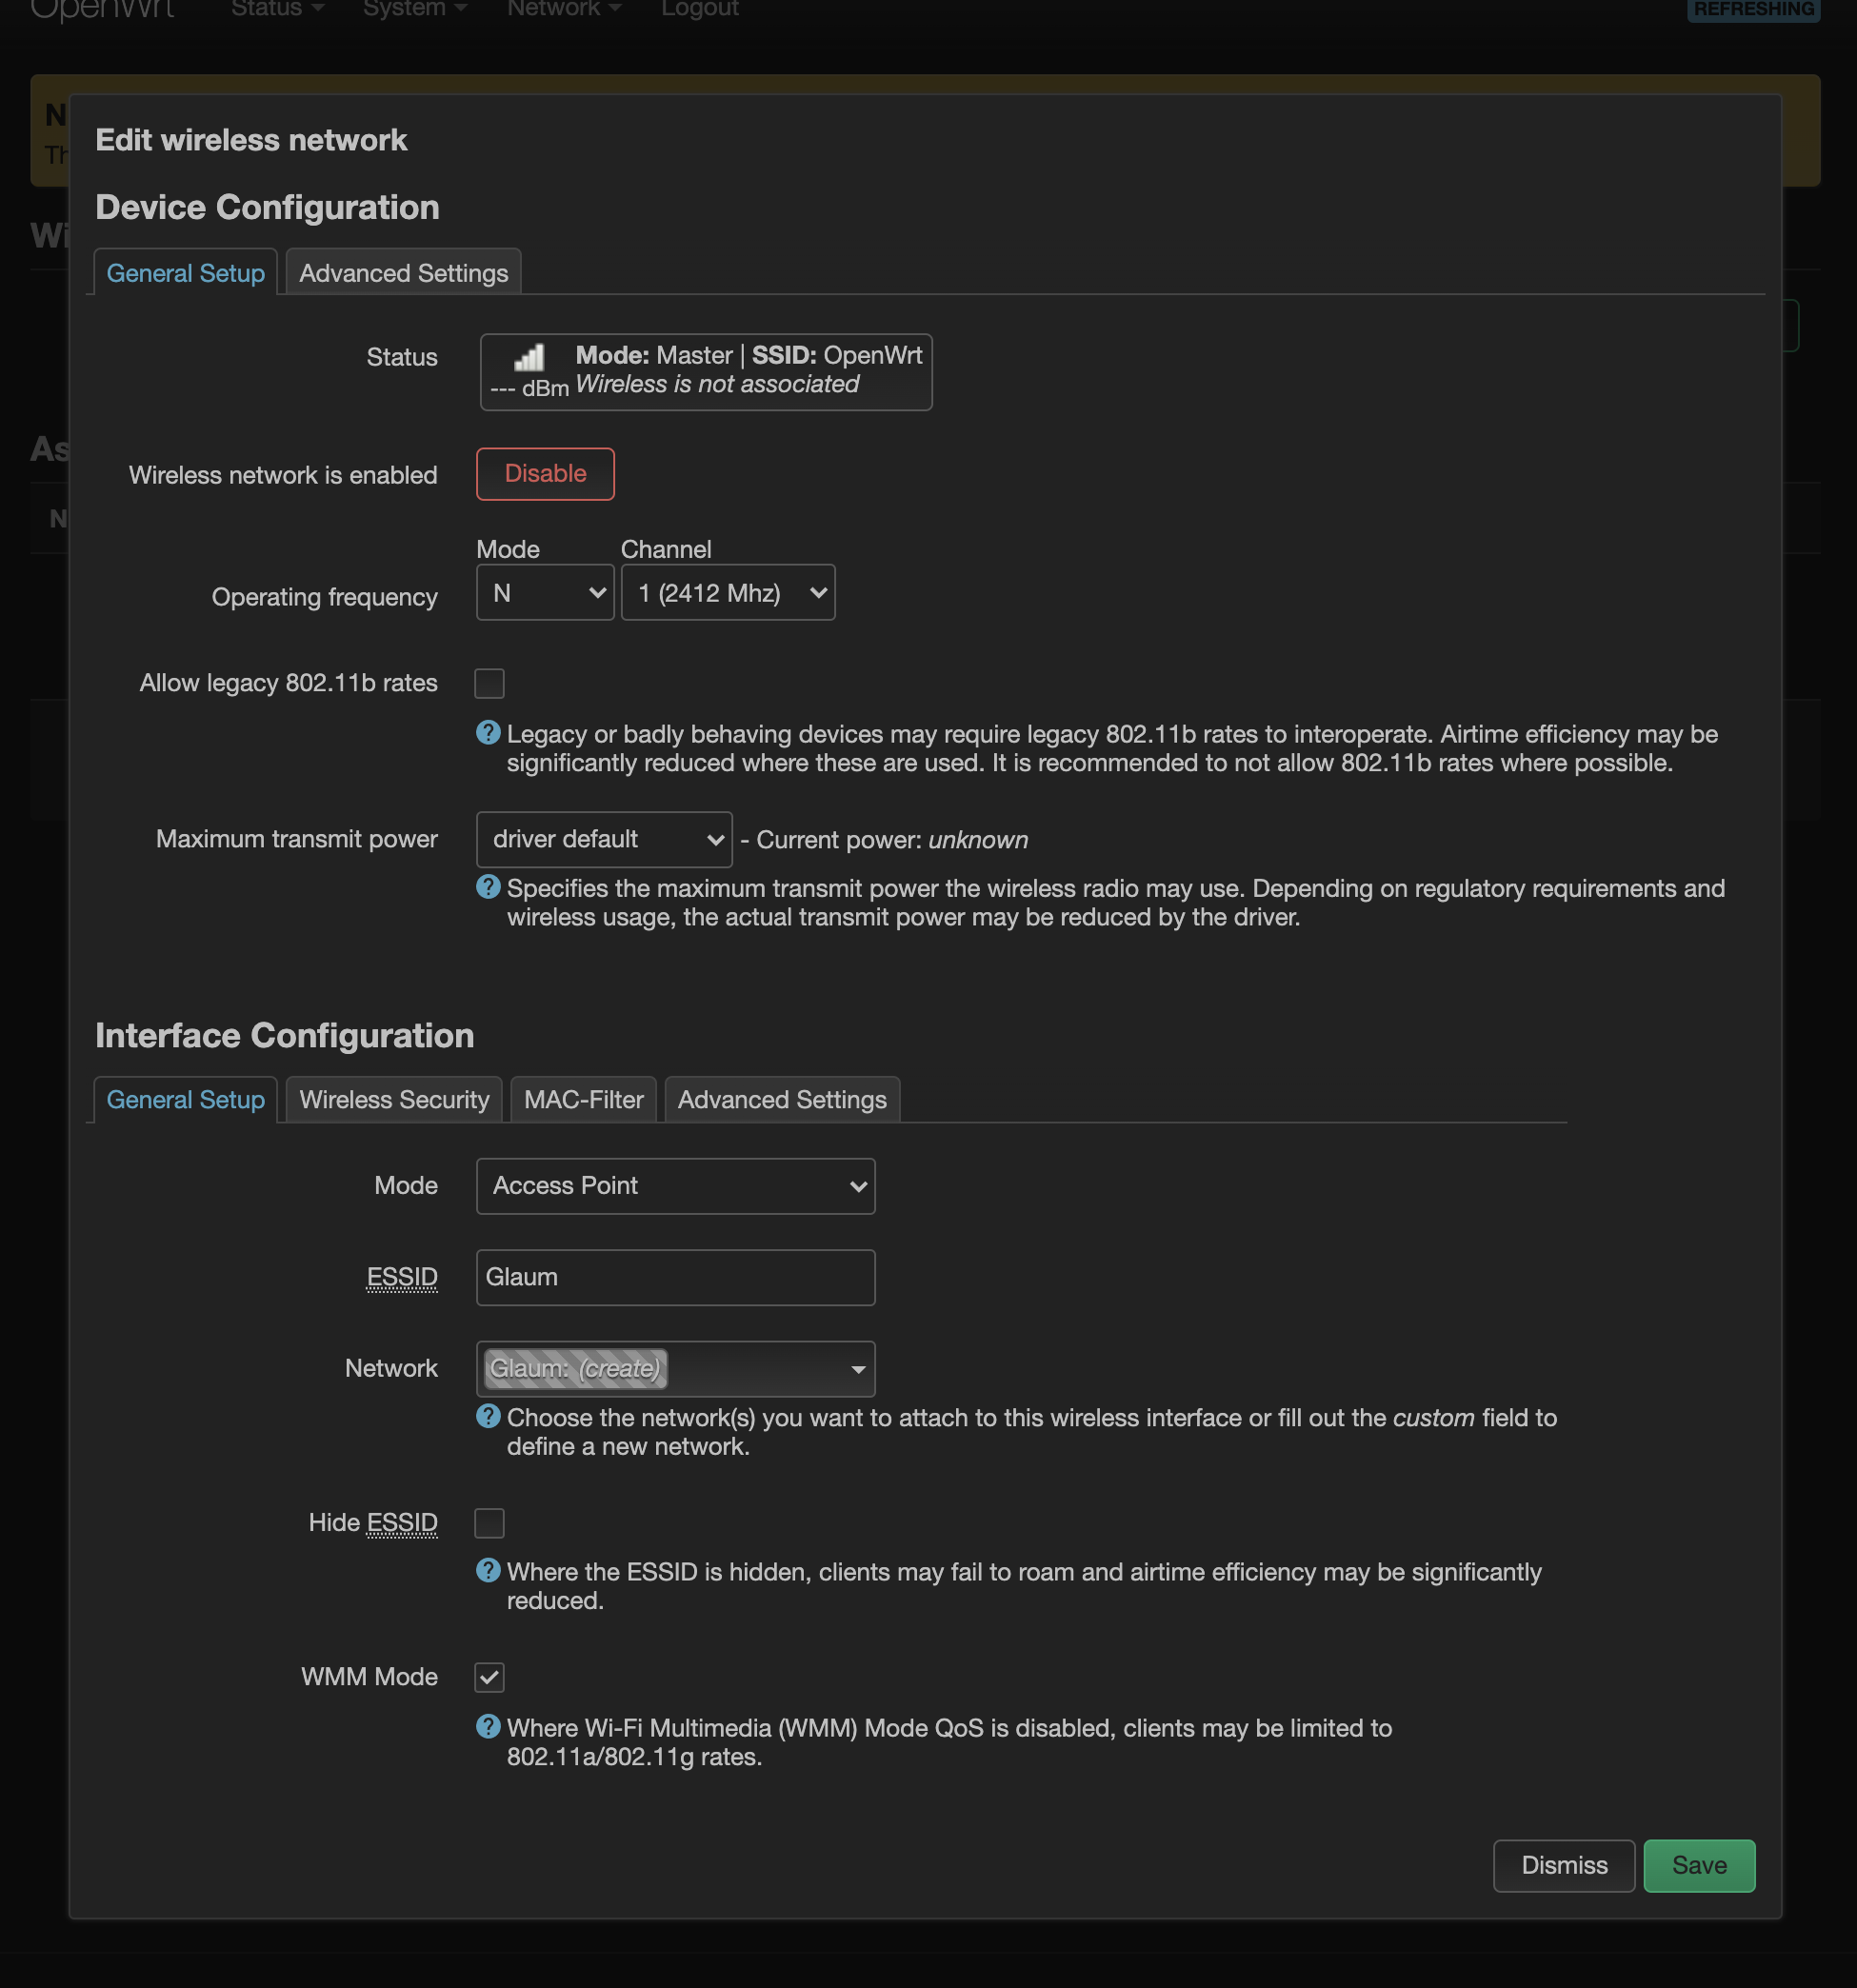 OpenWrt Status System Network Logout REFRESHING
N
Th
Wi
As
N
Edit wireless network
Device Configuration
General Setup Advanced Settings
Status
Mode: Master | SSID: OpenWrt
--- dBm Wireless is not associated
Wireless network is enabled Disable
Mode Channel
Operating frequency N 1 (2412 Mhz)
Allow legacy 802.11b rates
Legacy or badly behaving devices may require legacy 802.11b rates to interoperate. Airtime efficiency may be
significantly reduced where these are used. It is recommended to not allow 802.11b rates where possible.
Maximum transmit power driver default - Current power: unknown
Specifies the maximum transmit power the wireless radio may use. Depending on regulatory requirements and
wireless usage, the actual transmit power may be reduced by the driver.
Interface Configuration
General Setup Wireless Security MAC-Filter Advanced Settings
Mode Access Point
ESSID Glaum
Network Glaum: (create)
Choose the network(s) you want to attach to this wireless interface or fill out the custom field to
define a new network.
Hide ESSID
Where the ESSID is hidden, clients may fail to roam and airtime efficiency may be significantly
reduced.
WMM Mode
Where Wi-Fi Multimedia (WMM) Mode QoS is disabled, clients may be limited to
802.11a/802.11g rates.
Dismiss Save